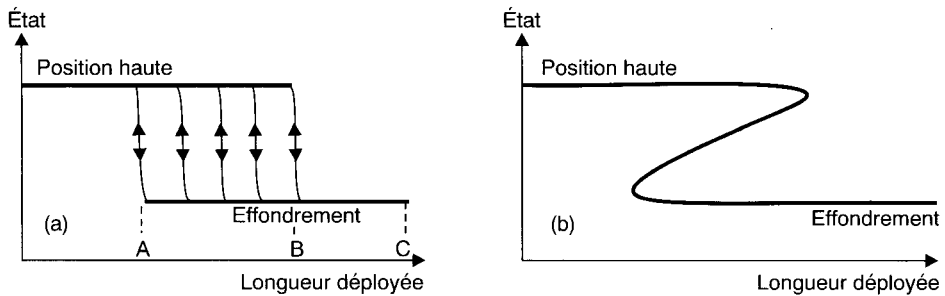 État
Position haute
(a)
Effondrement
A
B
C
Longueur déployée
État
Position haute
(b)
Effondrement
Longueur déployée